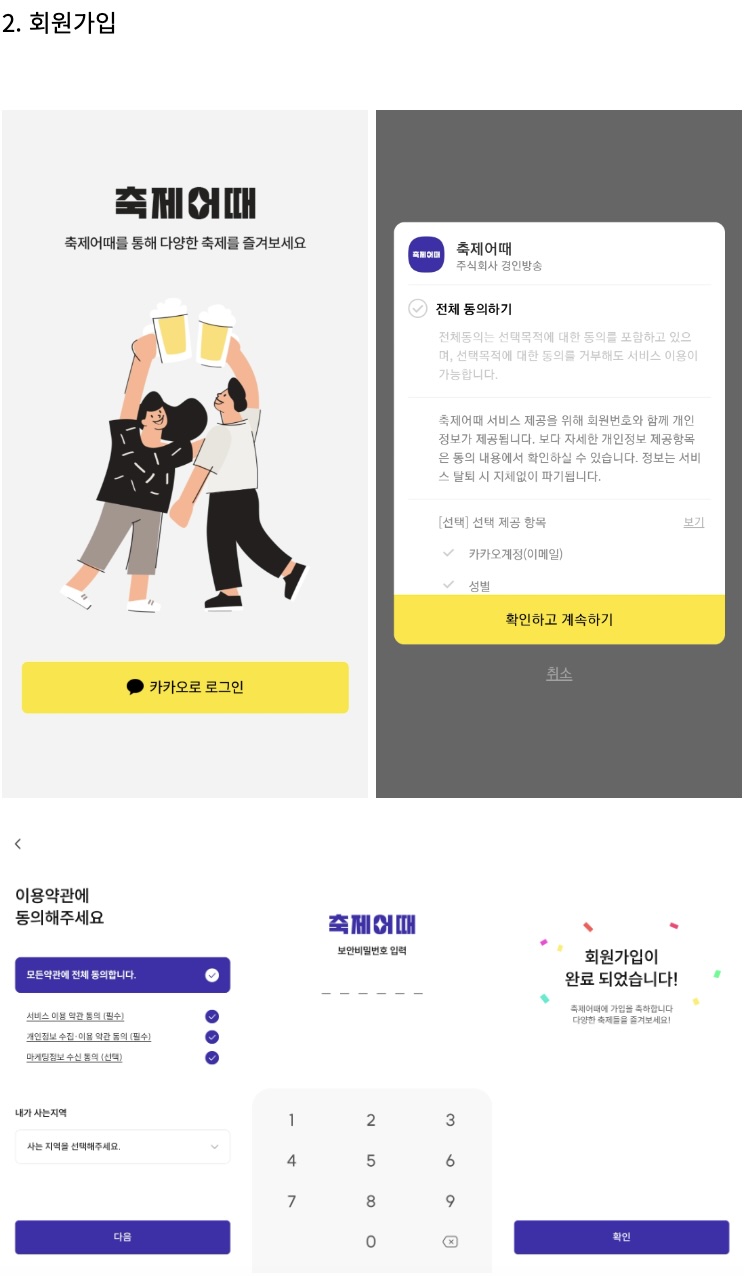 2. 회원가입
축제어때
축제어때를 통해 다양한 축제를 즐겨보세요
카카오로 로그인
축제어때
축제어때
주식회사 경인방송
전체 동의하기
전체동의는 선택목적에 대한 동의를 포함하고 있으
며, 선택목적에 대한 동의를 거부해도 서비스 이용이
가능합니다.
축제어때 서비스 제공을 위해 회원번호와 함께 개인
정보가 제공됩니다. 보다 자세한 개인정보 제공항목
은 동의 내용에서 확인하실 수 있습니다. 정보는 서비
스 탈퇴 시 지체없이 파기됩니다.
[선택] 선택 제공 항목 보기
카카오계정(이메일)
성별
확인하고 계속하기
취소
이용약관에
동의해주세요
모든약관에 전체 동의합니다.
서비스 이용 약관 동의 (필수)
개인정보 수집·이용 약관 동의 (필수)
마케팅정보 수신 동의 (선택)
내가 사는지역
사는 지역을 선택해주세요.
다음
축제어때
보안비밀번호 입력
1 2 3
4 5 6
7 8 9
0
회원가입이
완료 되었습니다!
축제어때에 가입을 축하합니다
다양한 축제들을 즐겨보세요!
확인